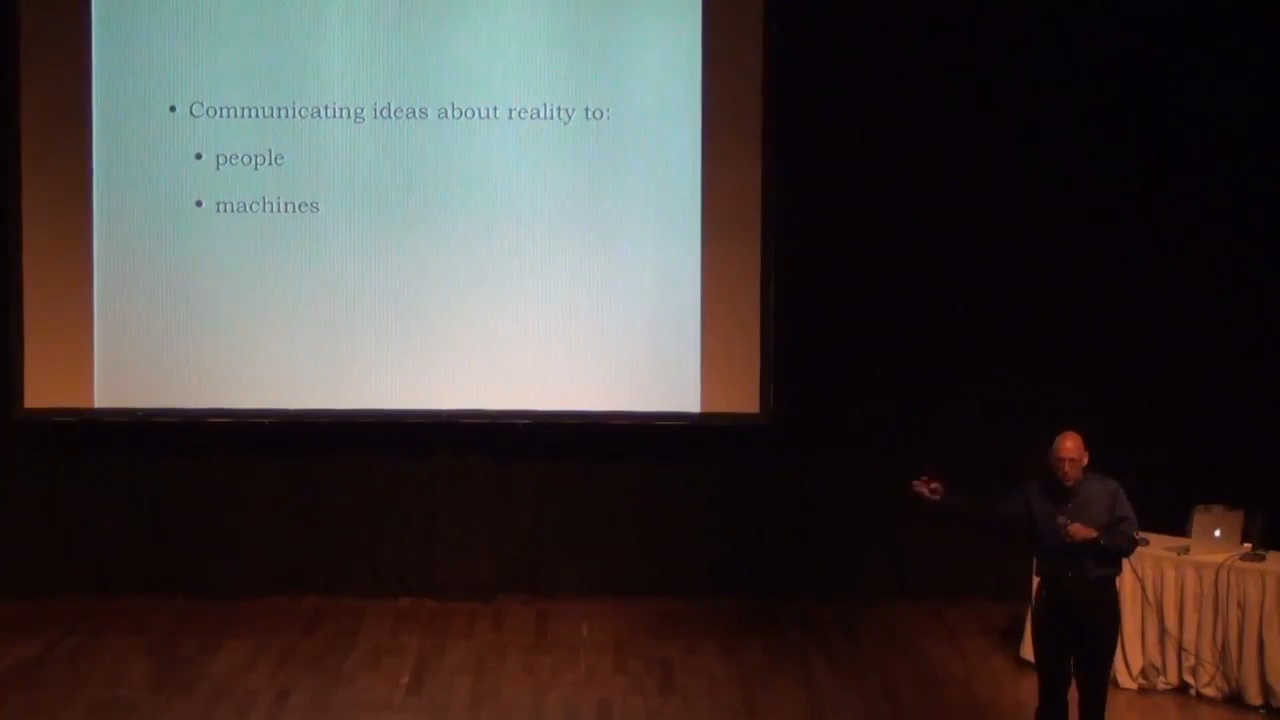 • Communicating ideas about reality to:
• people
• machines